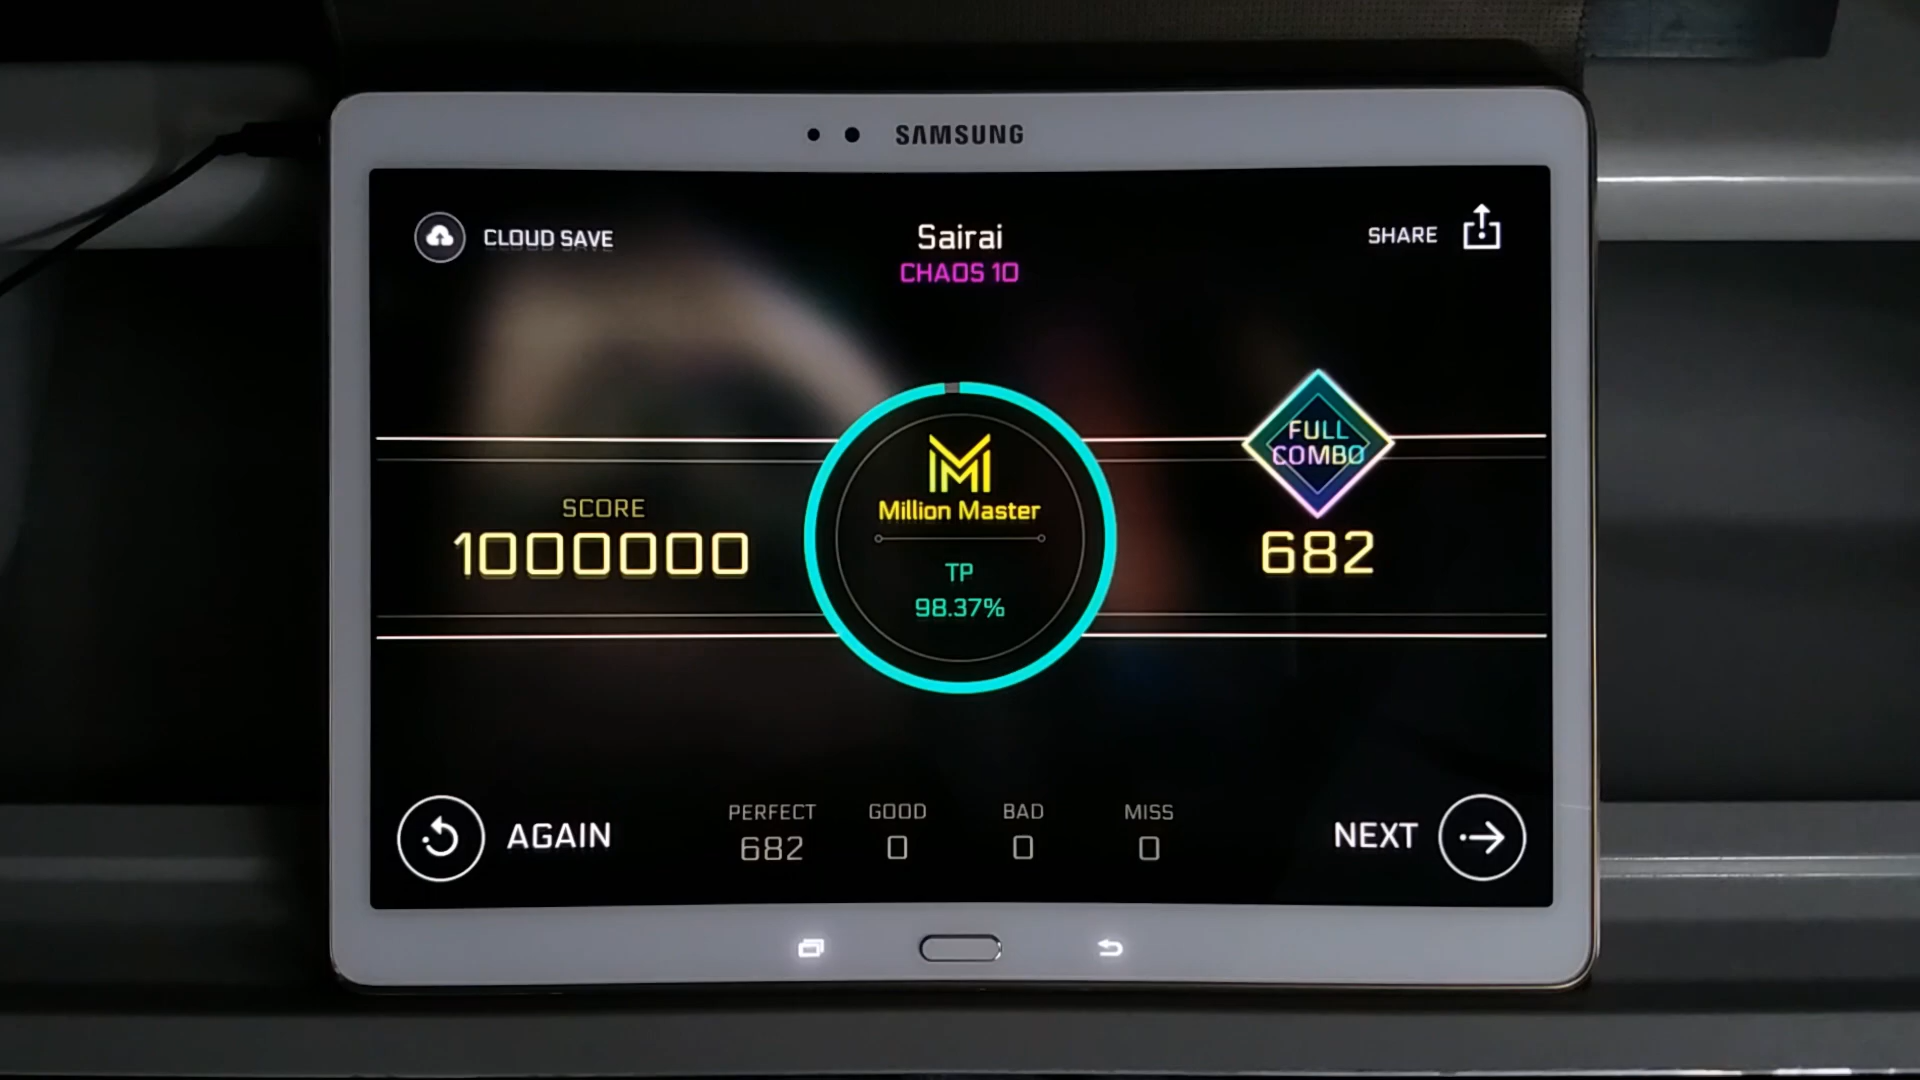 SAMSUNG
CLOUD SAVE
Sairai
CHAOS 10
SHARE
FULL
COMBO
SCORE
1000000
Million Master
TP
98.37%
682
AGAIN
PERFECT
682
GOOD
0
BAD
0
MISS
0
NEXT